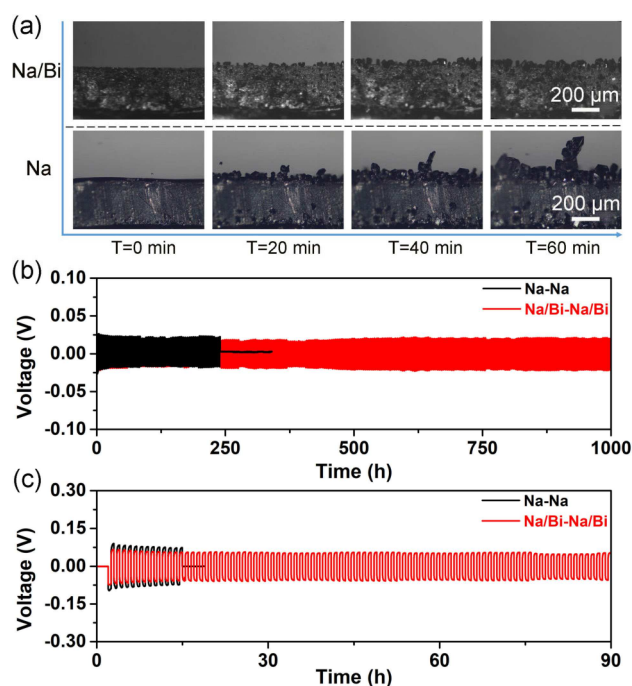 (a)
Na/Bi
200 μm
Na
200 μm
T=0 min T=20 min T=40 min T=60 min
(b)
0.10
0.05
0.00
-0.05
-0.10
Voltage (V)
Na-Na
Na/Bi-Na/Bi
0 250 500 750 1000
Time (h)
(c)
0.30
0.15
0.00
-0.15
-0.30
Voltage (V)
Na-Na
Na/Bi-Na/Bi
0 30 60 90
Time (h)